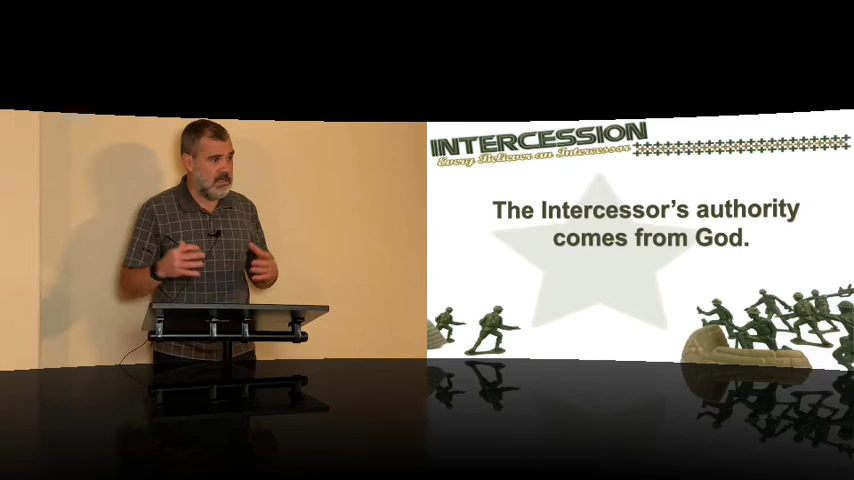 INTERCESSION
Every Believer an Intercessor
The Intercessor's authority
comes from God.